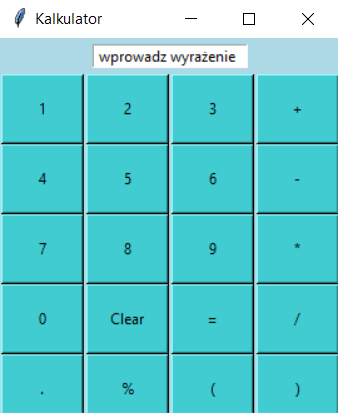 Kalkulator
wprowadz wyrażenie
1 2 3 +
4 5 6 -
7 8 9 *
0 Clear = /
. % ( )